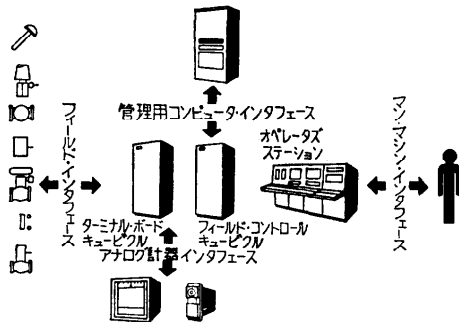 管理用コンピュータ・インタフェース
オペレータズ
ステーション
フィールド・インタフェース
マン・マシン・インタフェース
ターミナル・ボード
キュービクル
フィールド・コントロール
キュービクル
アナログ計器インタフェース